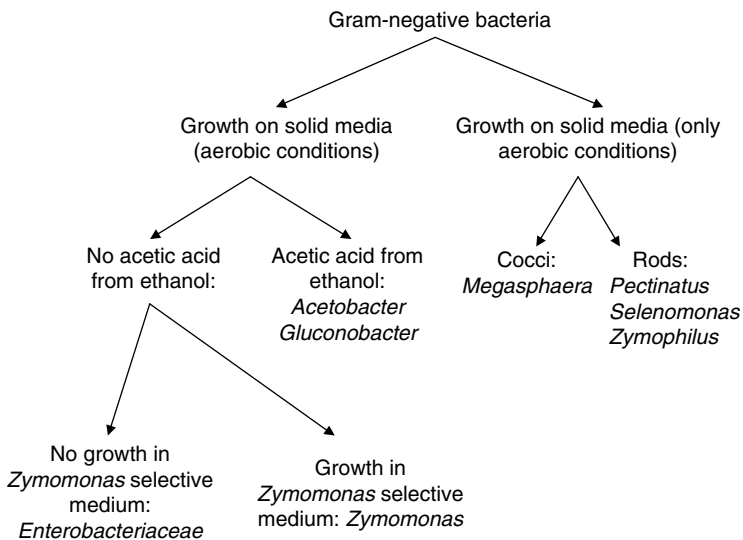 Gram-negative bacteria
Growth on solid media
(aerobic conditions)
Growth on solid media (only
aerobic conditions)
No acetic acid
from ethanol:
Acetic acid from
ethanol:
Acetobacter
Gluconobacter
Cocci:
Megasphaera
Rods:
Pectinatus
Selenomonas
Zymophilus
No growth in
Zymomonas selective
medium:
Enterobacteriaceae
Growth in
Zymomonas selective
medium: Zymomonas